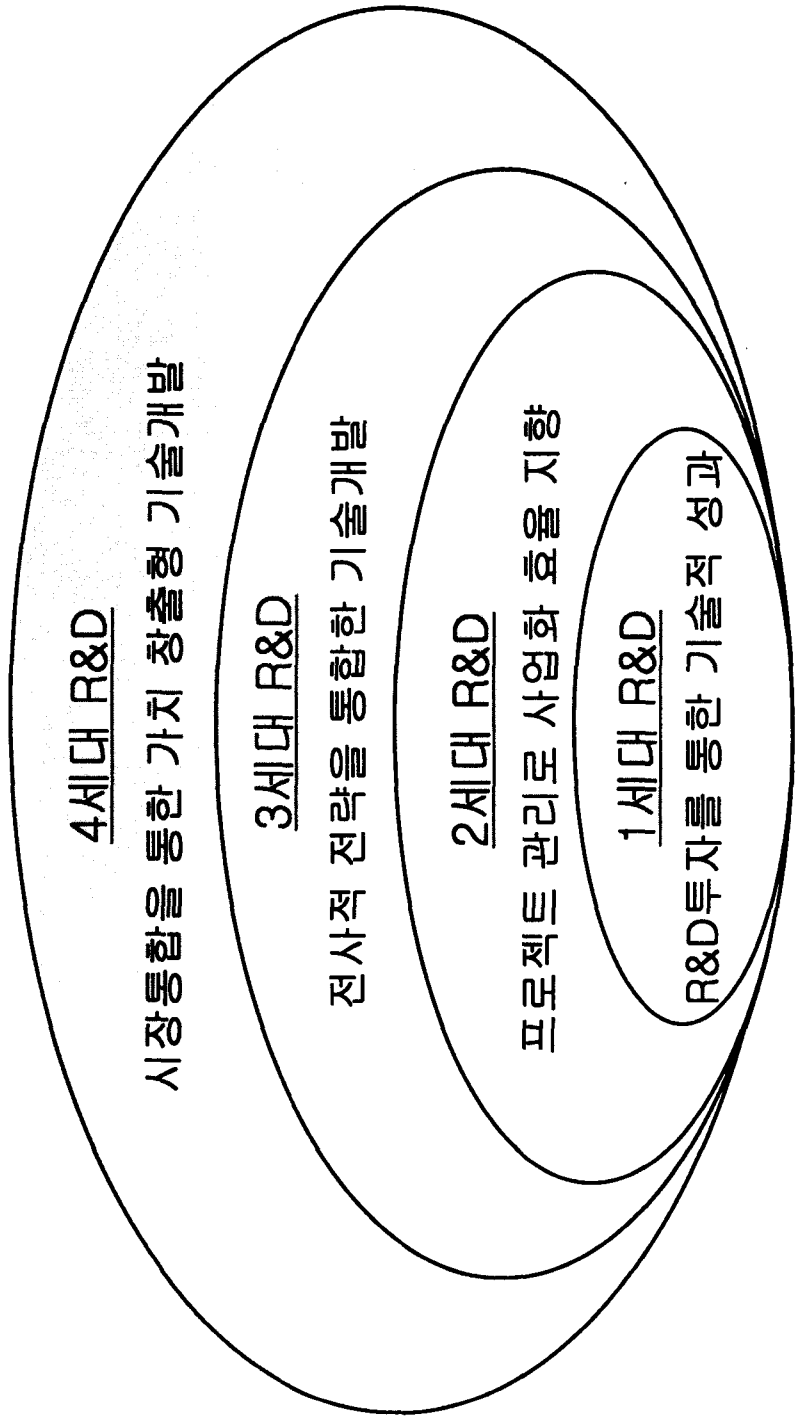 4세대 R&D
시장통합을 통한 가치 창출형 기술개발
3세대 R&D
전사적 전략을 통합한 기술개발
2세대 R&D
프로젝트 관리로 사업화 효율 지향
1세대 R&D
R&D투자를 통한 기술적 성과